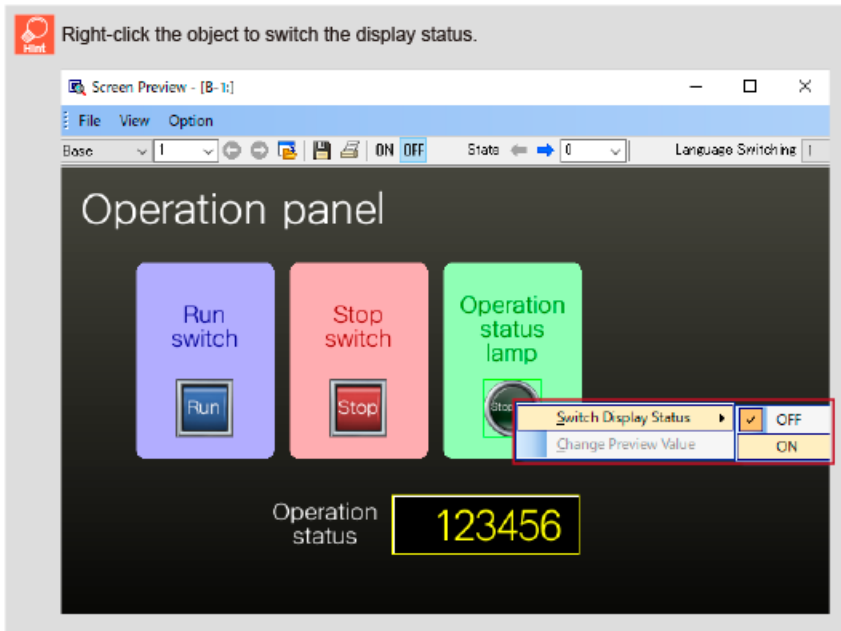 Hint
Right-click the object to switch the display status.
Screen Preview - [B-1:]
File View Option
Base 1 ON OFF State 0 Language Switching 1
Operation panel
Run
switch
Run
Stop
switch
Stop
Operation
status
lamp
Stop
Switch Display Status OFF
Change Preview Value ON
Operation
status
123456